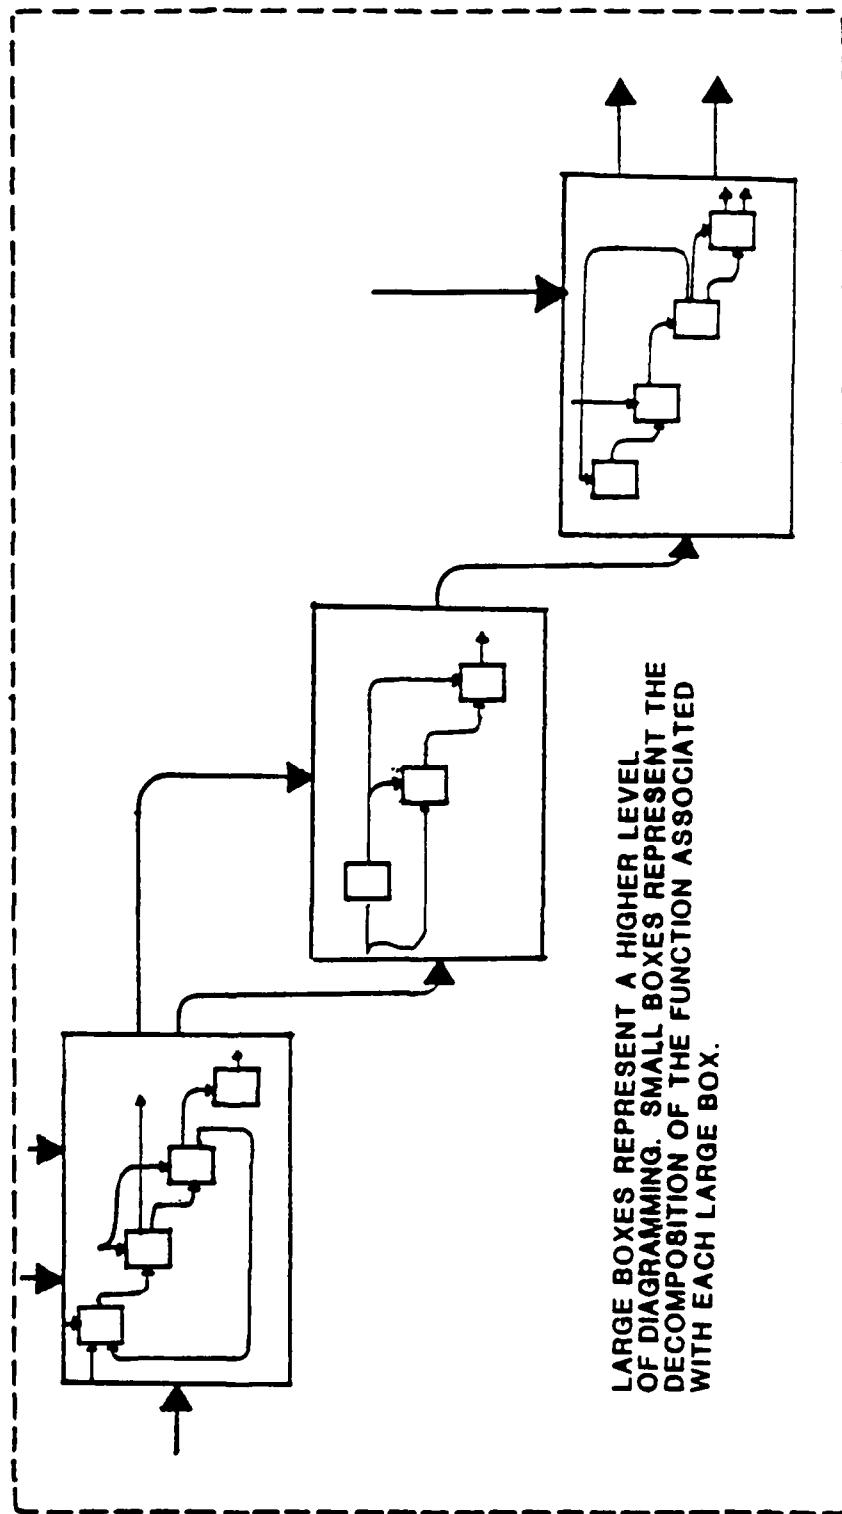 LARGE BOXES REPRESENT A HIGHER LEVEL
OF DIAGRAMMING. SMALL BOXES REPRESENT THE
DECOMPOSITION OF THE FUNCTION ASSOCIATED
WITH EACH LARGE BOX.